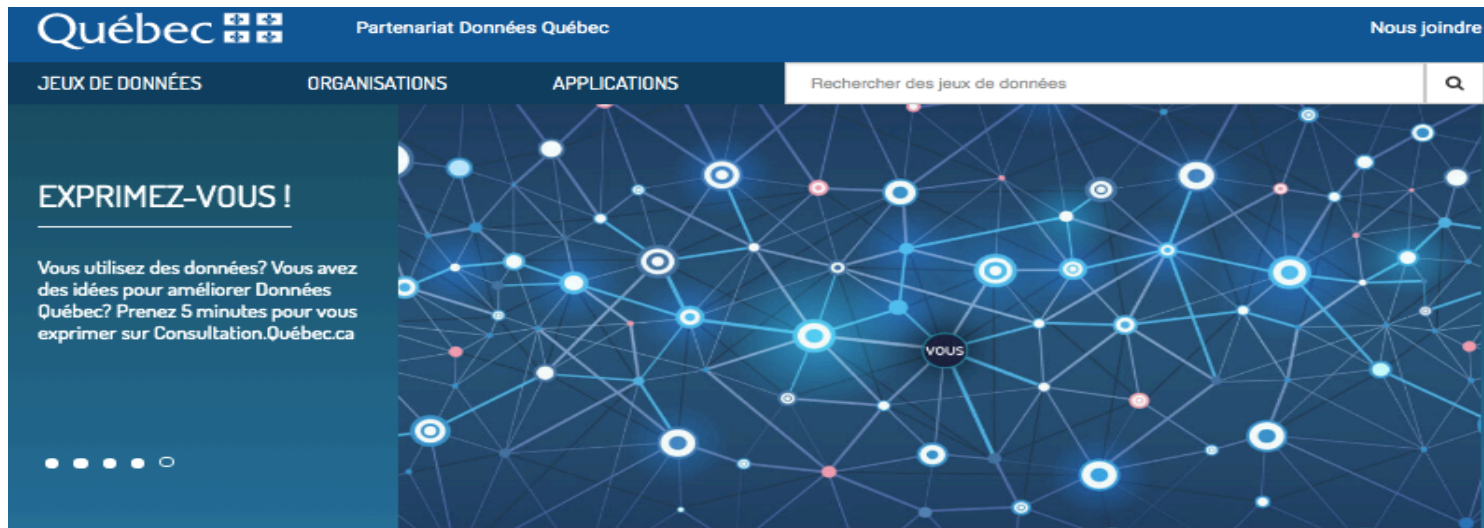 Québec
Partenariat Données Québec
Nous joindre
JEUX DE DONNÉES
ORGANISATIONS
APPLICATIONS
Rechercher des jeux de données
EXPRIMEZ-VOUS !
Vous utilisez des données? Vous avez
des idées pour améliorer Données
Québec? Prenez 5 minutes pour vous
exprimer sur Consultation.Québec.ca
VOUS